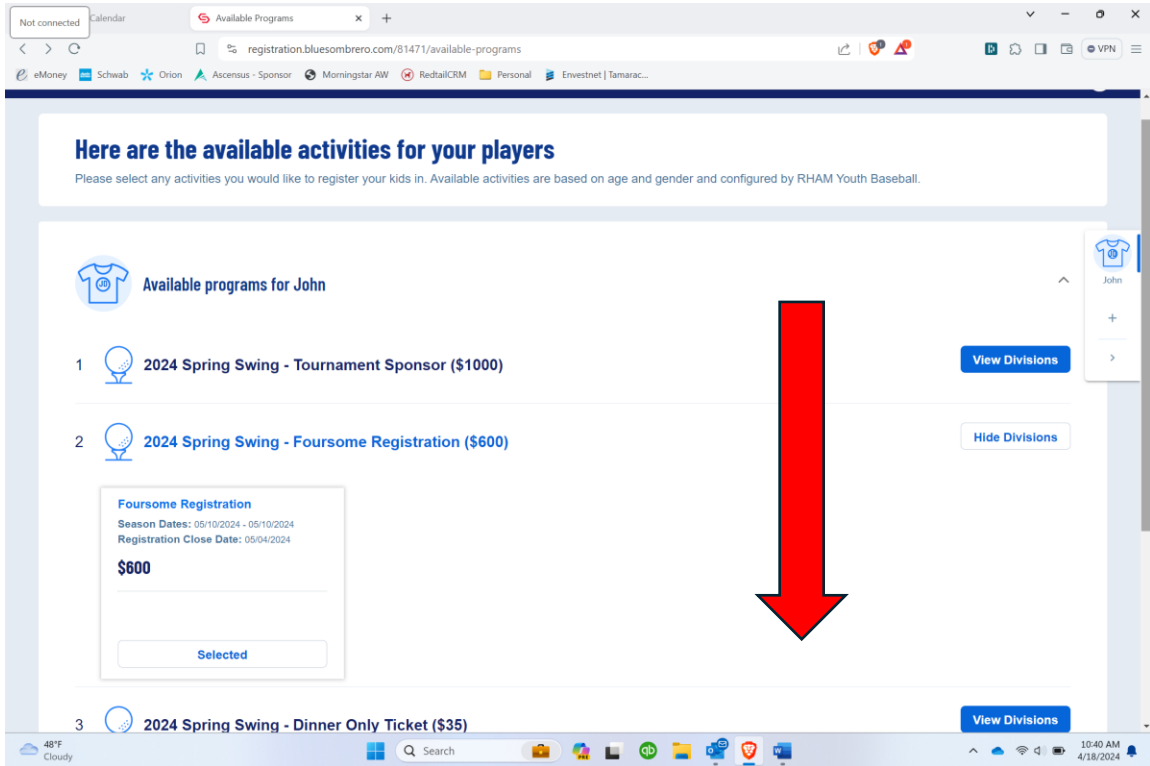 Not connected
Calendar
Available Programs
registration.bluesombrero.com/81471/available-programs
VPN
eMoney Schwab Orion Ascensus - Sponsor Morningstar AW RedtailCRM Personal Envestnet | Tamarac...
Here are the available activities for your players
Please select any activities you would like to register your kids in. Available activities are based on age and gender and configured by RHAM Youth Baseball.
JD
Available programs for John
JD
John
1 2024 Spring Swing - Tournament Sponsor ($1000) View Divisions
2 2024 Spring Swing - Foursome Registration ($600) Hide Divisions
Foursome Registration
Season Dates: 05/10/2024 - 05/10/2024
Registration Close Date: 05/04/2024
$600
Selected
3 2024 Spring Swing - Dinner Only Ticket ($35) View Divisions
48°F
Cloudy
Search
qb
10:40 AM
4/18/2024